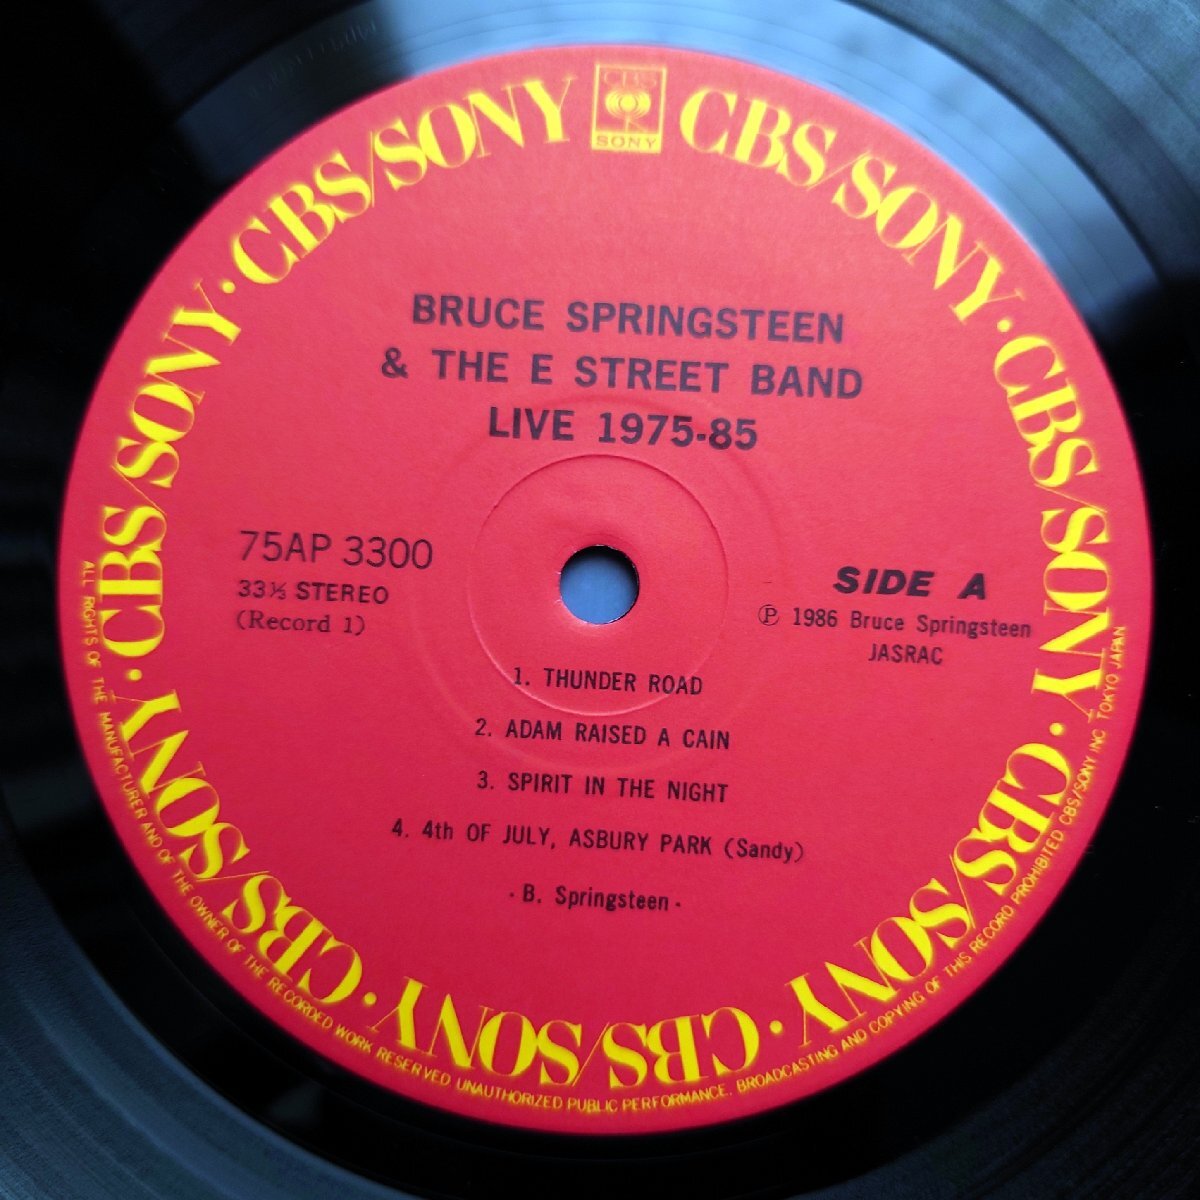 CBS
SONY
CBS/SONY · CBS/SONY · CBS/SONY · CBS/SONY · CBS/SONY · CBS/SONY · CBS/SONY · CBS/SONY
BRUCE SPRINGSTEEN
& THE E STREET BAND
LIVE 1975-85
75AP 3300
33⅓ STEREO
(Record 1)
SIDE A
Ⓟ 1986 Bruce Springsteen
JASRAC
1. THUNDER ROAD
2. ADAM RAISED A CAIN
3. SPIRIT IN THE NIGHT
4. 4th OF JULY, ASBURY PARK (Sandy)
· B. Springsteen ·
ALL RIGHTS OF THE MANUFACTURER AND OF THE OWNER OF THE RECORDED WORK RESERVED UNAUTHORIZED PUBLIC PERFORMANCE. BROADCASTING AND COPYING OF THIS RECORD PROHIBITED CBS/SONY INC TOKYO JAPAN